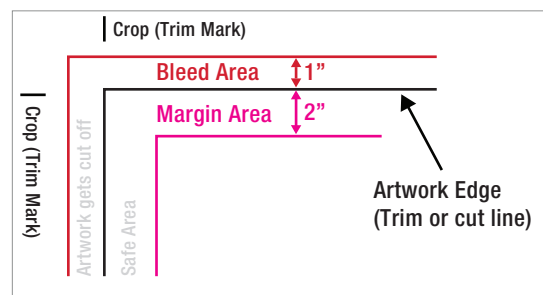 Crop (Trim Mark)
Bleed Area
1”
Margin Area
2”
Crop (Trim Mark)
Artwork gets cut off
Safe Area
Artwork Edge
(Trim or cut line)